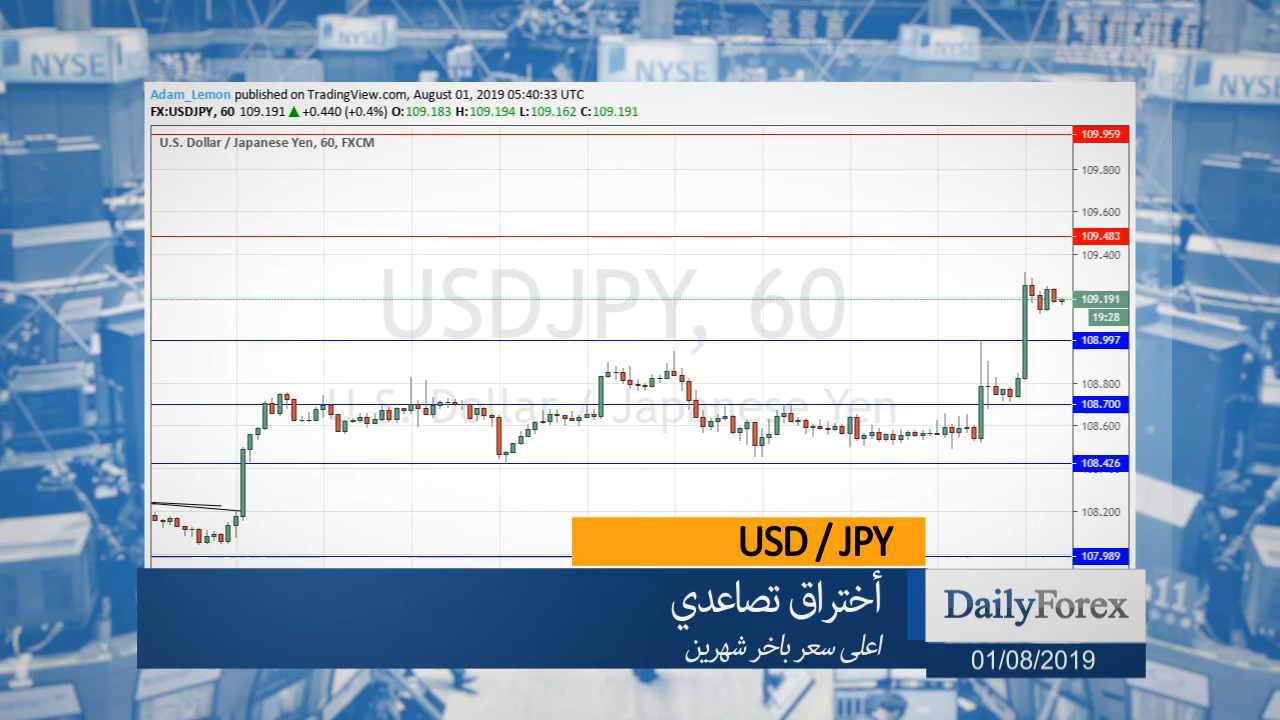 NYSE
NYSE
NYSE
NYSE
NYSE
Adam_Lemon published on TradingView.com, August 01, 2019 05:40:33 UTC
FX:USDJPY, 60 109.191 ▲ +0.440 (+0.4%) O:109.183 H:109.194 L:109.162 C:109.191
U.S. Dollar / Japanese Yen, 60, FXCM
USDJPY, 60
U.S. Dollar / Japanese Yen
109.959
109.800
109.600
109.483
109.400
109.191
19:28
108.997
108.800
108.700
108.600
108.426
108.200
107.989
USD / JPY
أختراق تصاعدي
اعلى سعر باخر شهرين
DailyForex
01/08/2019
11